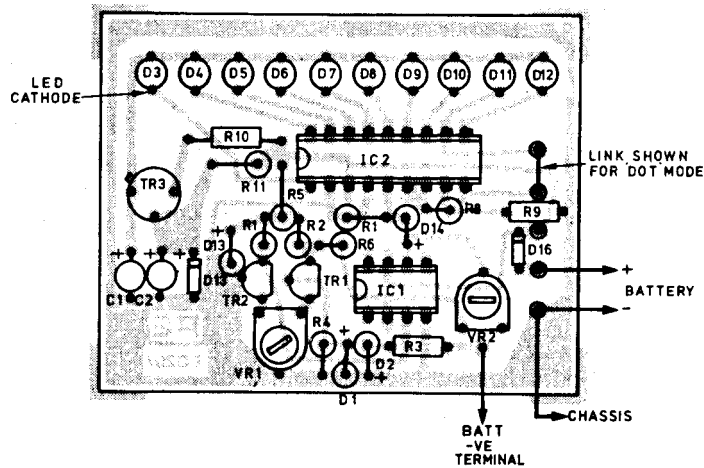 D3 D4 D5 D6 D7 D8 D9 D10 D11 D12
LED
CATHODE
R10
IC2
R11
LINK SHOWN
FOR DOT MODE
TR3
R5
R8
R9
R1 R2 R1 D14
R6
D13
D16
+ + + +
D13
TR2 TR1 IC1
+
BATTERY
-
C1 C2
R4 + R3 VR2
VR1 D2 +
D1
CHASSIS
BATT
-VE
TERMINAL